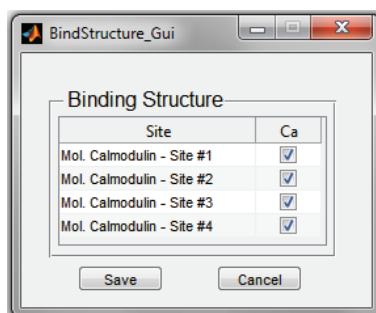 BindStructure_Gui
Binding Structure
Site Ca
Mol. Calmodulin - Site #1
Mol. Calmodulin - Site #2
Mol. Calmodulin - Site #3
Mol. Calmodulin - Site #4
Save Cancel